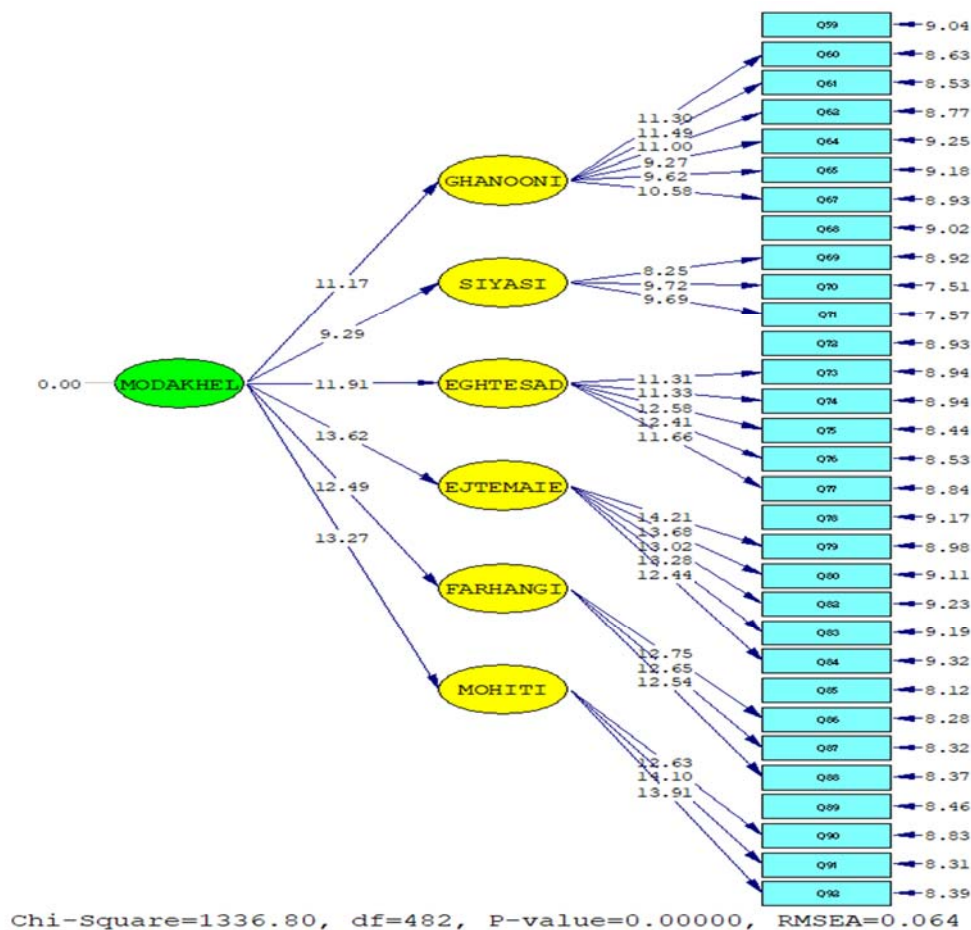 Q59 9.04
Q60 8.63
Q61 8.53
Q62 8.77
Q64 9.25
Q65 9.18
Q67 8.93
Q68 9.02
Q69 8.92
Q70 7.51
Q71 7.57
Q72 8.93
Q73 8.94
Q74 8.94
Q75 8.44
Q76 8.53
Q77 8.84
Q78 9.17
Q79 8.98
Q80 9.11
Q82 9.23
Q83 9.19
Q84 9.32
Q85 8.12
Q86 8.28
Q87 8.32
Q88 8.37
Q89 8.46
Q90 8.83
Q91 8.31
Q92 8.39
11.30
11.49
11.00
9.27
9.62
10.58
GHANOONI
8.25
9.72
9.69
SIYASI
11.31
11.33
12.58
12.41
11.66
EGHTESAD
14.21
13.68
13.02
13.28
12.44
EJTEMAIE
12.75
12.65
12.54
FARHANGI
12.63
14.10
13.91
MOHITI
11.17
9.29
11.91
13.62
12.49
13.27
0.00 MODAKHEL
Chi-Square=1336.80, df=482, P-value=0.00000, RMSEA=0.064